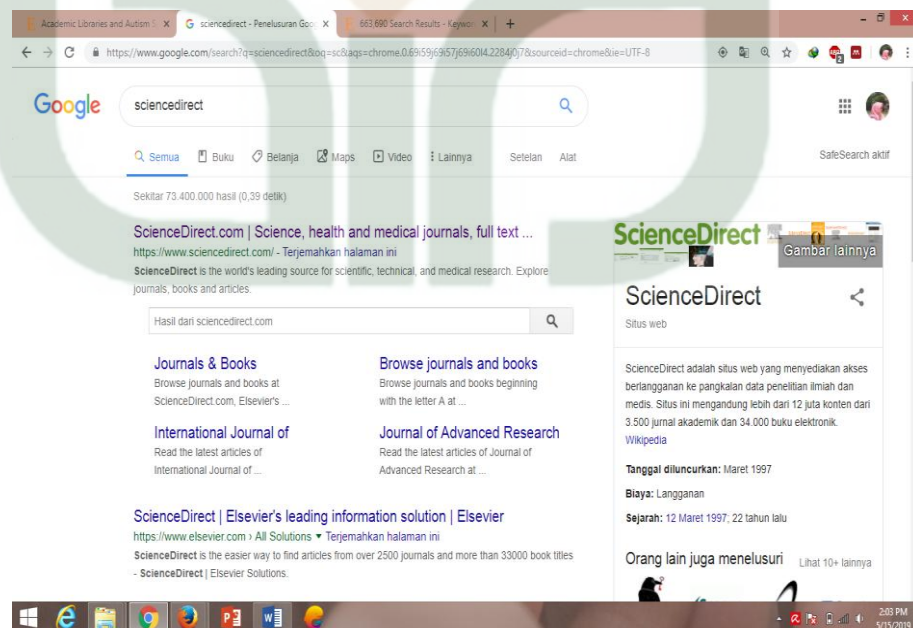 Academic Libraries and Autism S
sciencedirect - Penelusuran Goo
663,690 Search Results - Keywor
https://www.google.com/search?q=sciencedirect&oq=sc&aqs=chrome.0.69i59j69i57j69i60l4.2284j0j7&sourceid=chrome&ie=UTF-8
Google
sciencedirect
Semua Buku Belanja Maps Video Lainnya Setelan Alat
SafeSearch aktif
Sekitar 73.400.000 hasil (0,39 detik)
ScienceDirect.com | Science, health and medical journals, full text ...
https://www.sciencedirect.com/ - Terjemahkan halaman ini
ScienceDirect is the world's leading source for scientific, technical, and medical research. Explore
journals, books and articles.
Hasil dari sciencedirect.com
Journals & Books
Browse journals and books at
ScienceDirect.com, Elsevier's ...
Browse journals and books
Browse journals and books beginning
with the letter A at ...
International Journal of
Read the latest articles of
International Journal of ...
Journal of Advanced Research
Read the latest articles of Journal of
Advanced Research at ...
ScienceDirect | Elsevier's leading information solution | Elsevier
https://www.elsevier.com › All Solutions ▾ Terjemahkan halaman ini
ScienceDirect is the easier way to find articles from over 2500 journals and more than 33000 book titles
- ScienceDirect | Elsevier Solutions.
ScienceDirect
Gambar lainnya
ScienceDirect
Situs web
ScienceDirect adalah situs web yang menyediakan akses
berlangganan ke pangkalan data penelitian ilmiah dan
medis. Situs ini mengandung lebih dari 12 juta konten dari
3.500 jurnal akademik dan 34.000 buku elektronik.
Wikipedia
Tanggal diluncurkan: Maret 1997
Biaya: Langganan
Sejarah: 12 Maret 1997; 22 tahun lalu
Orang lain juga menelusuri
Lihat 10+ lainnya
2:03 PM
5/15/2019